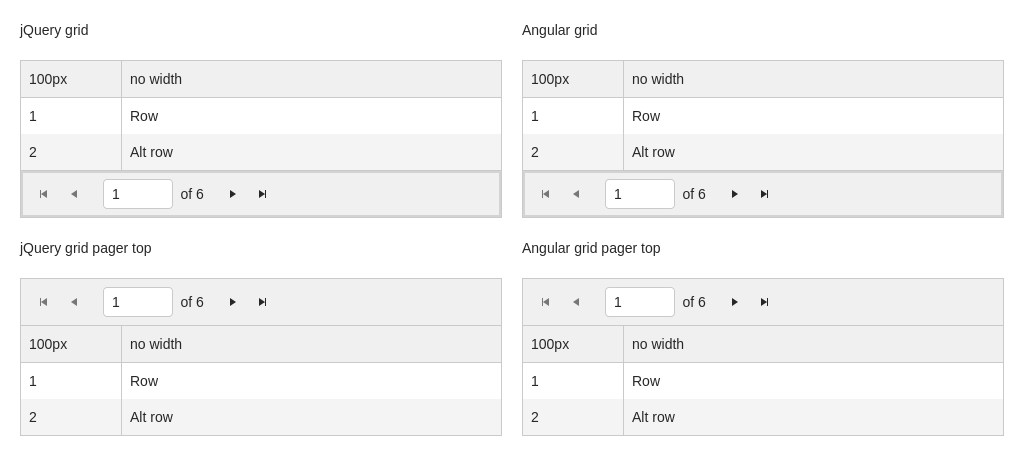 jQuery grid
100px no width
1 Row
2 Alt row
1 of 6
Angular grid
100px no width
1 Row
2 Alt row
1 of 6
jQuery grid pager top
1 of 6
100px no width
1 Row
2 Alt row
Angular grid pager top
1 of 6
100px no width
1 Row
2 Alt row